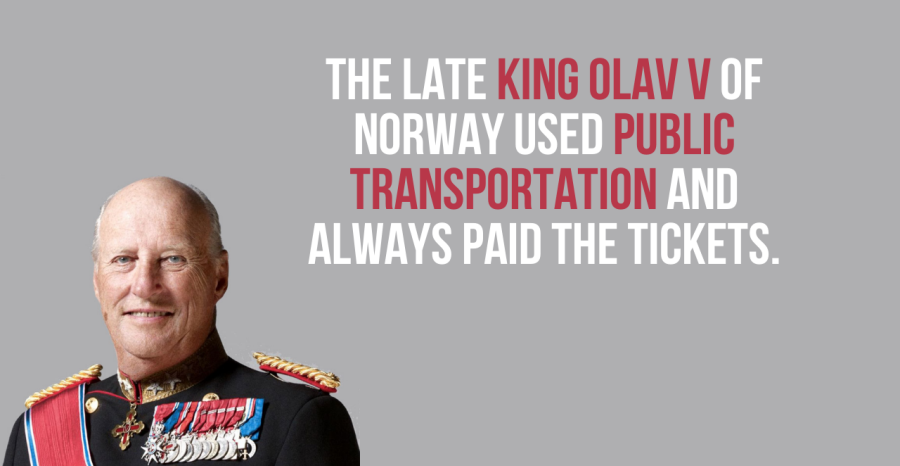 THE LATE KING OLAV V OF
NORWAY USED PUBLIC
TRANSPORTATION AND
ALWAYS PAID THE TICKETS.